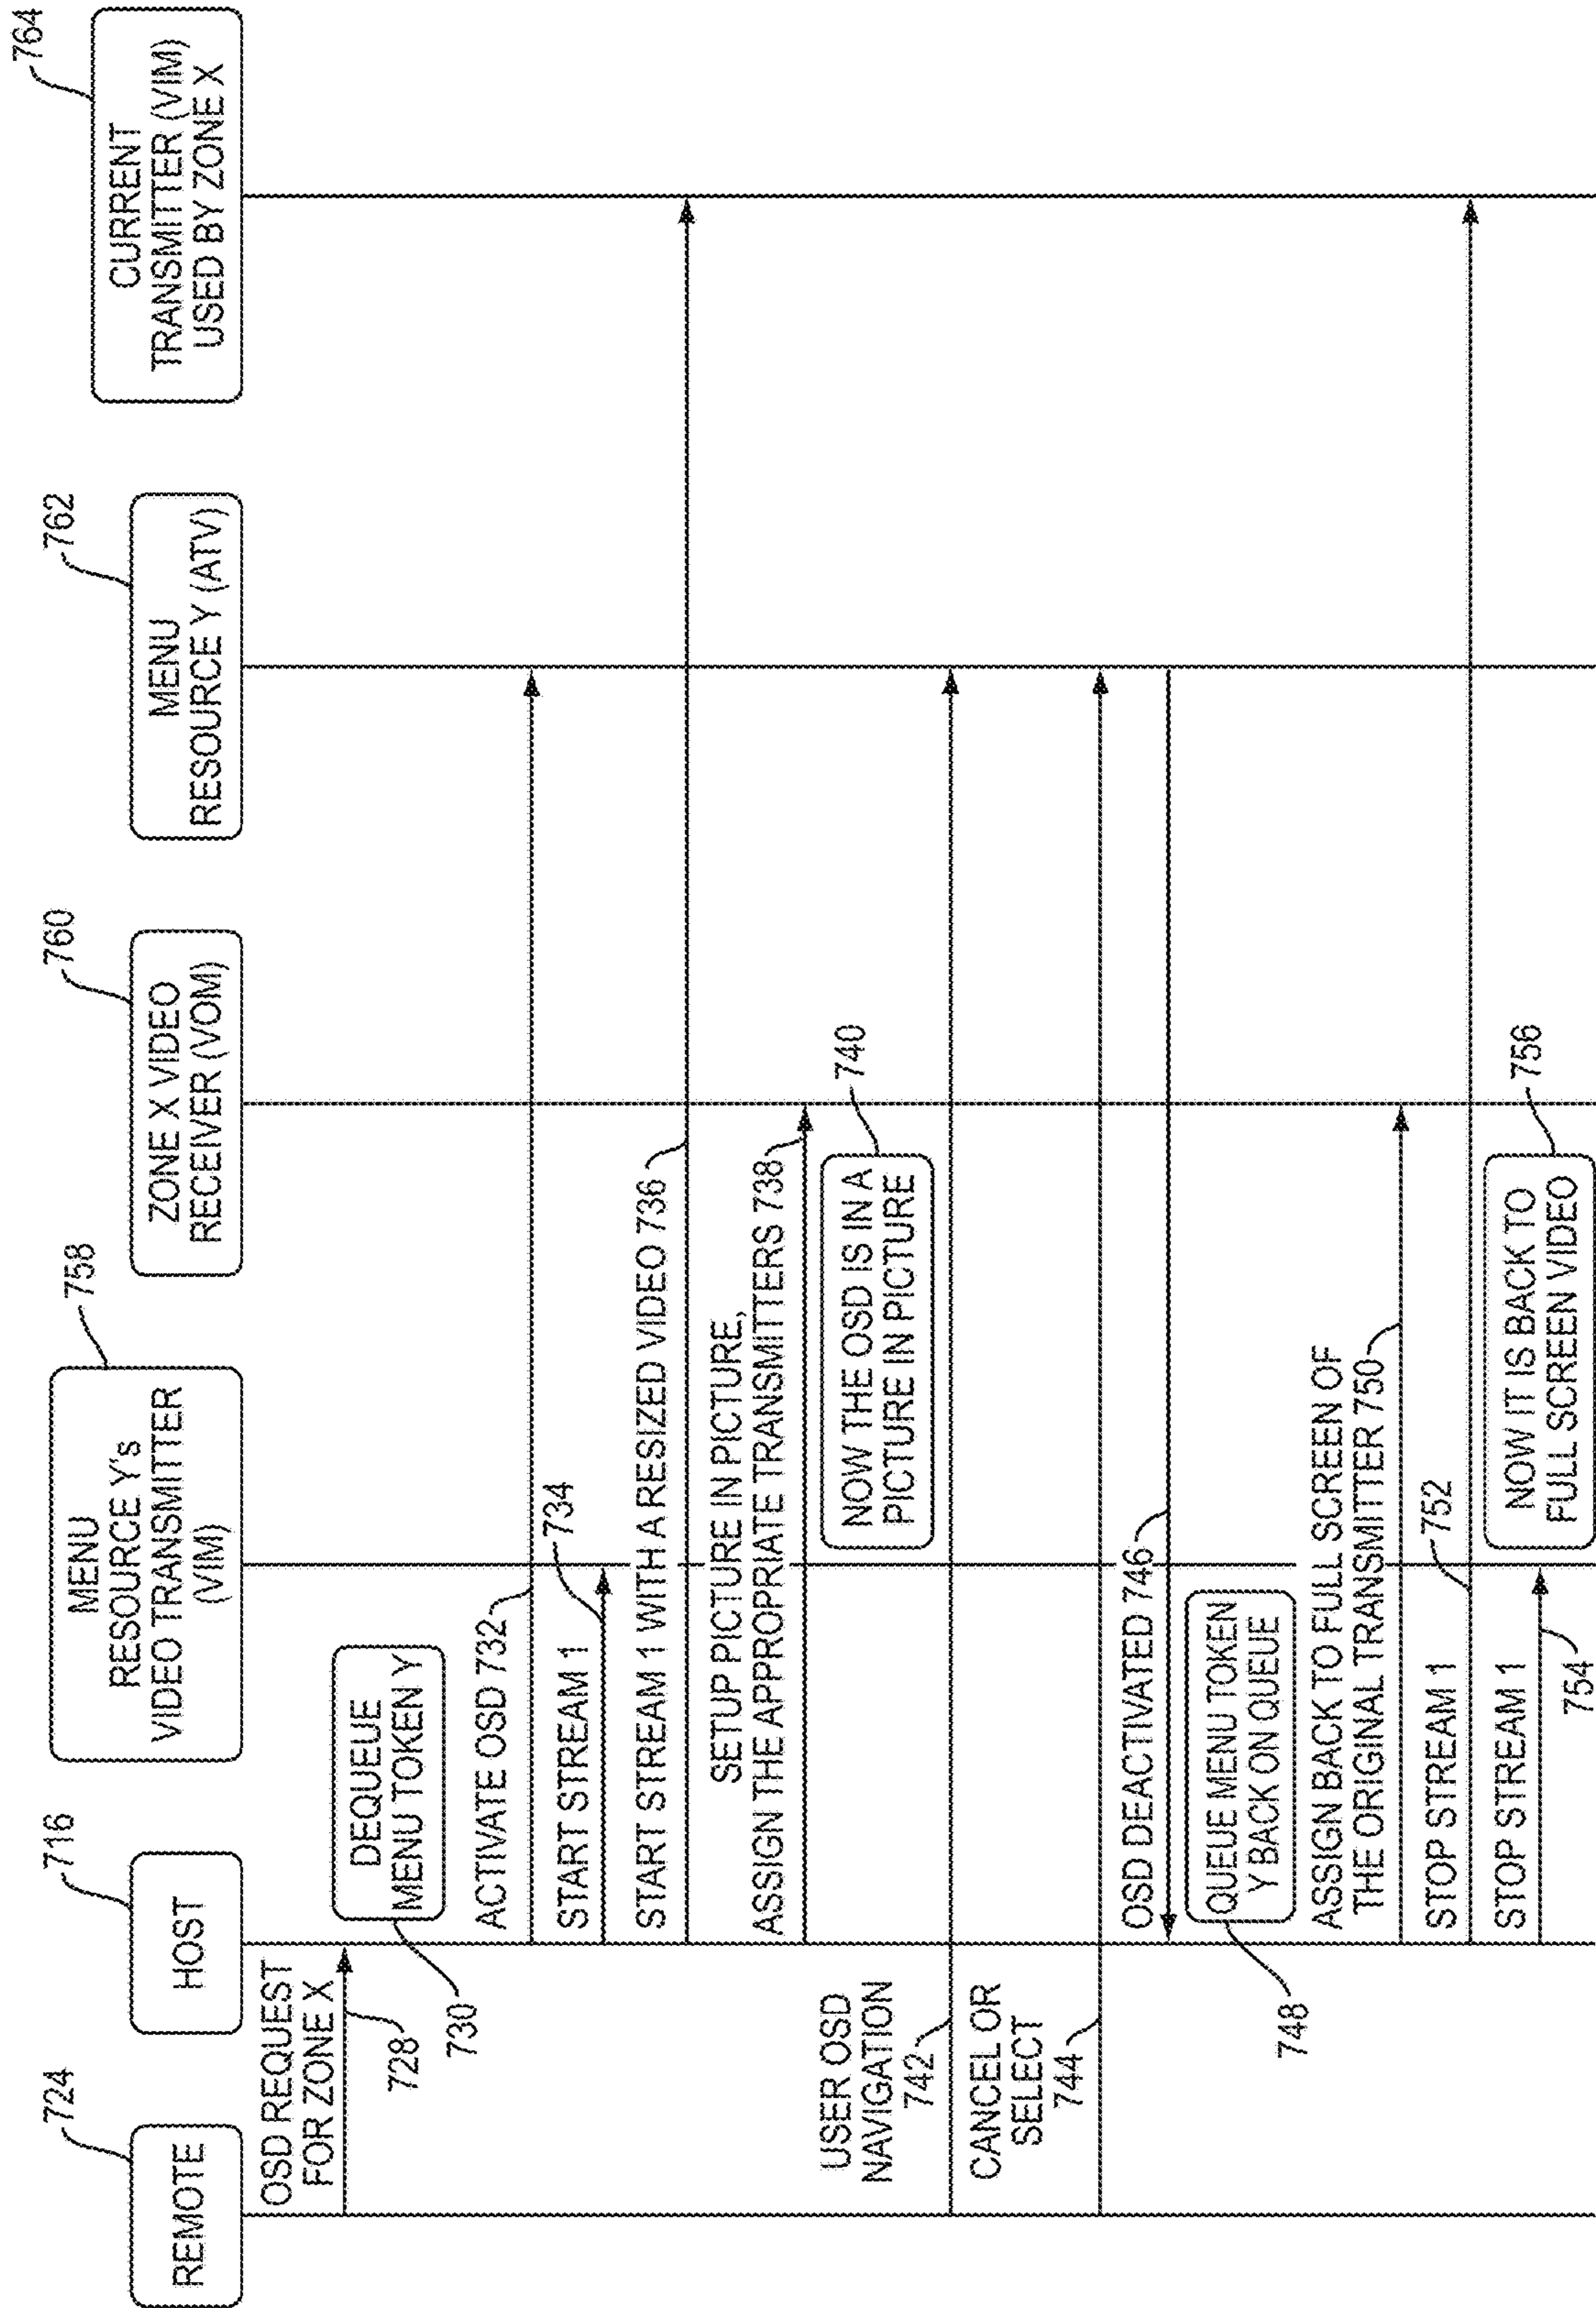 724
REMOTE
716
HOST
758
MENU
RESOURCE Y's
VIDEO TRANSMITTER
(VIM)
760
ZONE X VIDEO
RECEIVER (VOM)
762
MENU
RESOURCE Y (ATV)
764
CURRENT
TRANSMITTER (VIM)
USED BY ZONE X
OSD REQUEST
FOR ZONE X
728
DEQUEUE
MENU TOKEN Y
730
ACTIVATE OSD 732
START STREAM 1
734
START STREAM 1 WITH A RESIZED VIDEO 736
SETUP PICTURE IN PICTURE,
ASSIGN THE APPROPRIATE TRANSMITTERS 738
740
NOW THE OSD IS IN A
PICTURE IN PICTURE
USER OSD
NAVIGATION
742
CANCEL OR
SELECT
744
OSD DEACTIVATED 746
QUEUE MENU TOKEN
Y BACK ON QUEUE
748
ASSIGN BACK TO FULL SCREEN OF
THE ORIGINAL TRANSMITTER 750
STOP STREAM 1
752
STOP STREAM 1
754
NOW IT IS BACK TO
FULL SCREEN VIDEO
756